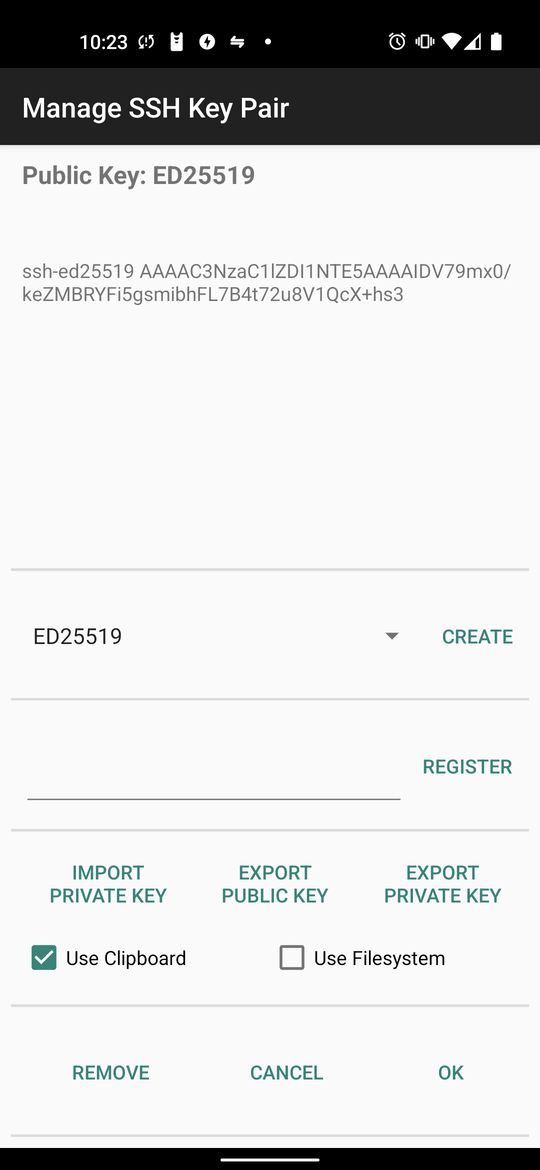 10:23
Manage SSH Key Pair
Public Key: ED25519
ssh-ed25519 AAAAC3NzaC1lZDI1NTE5AAAAIDV79mx0/
keZMBRYFi5gsmibhFL7B4t72u8V1QcX+hs3
ED25519
CREATE
REGISTER
IMPORT
PRIVATE KEY
EXPORT
PUBLIC KEY
EXPORT
PRIVATE KEY
Use Clipboard
Use Filesystem
REMOVE
CANCEL
OK